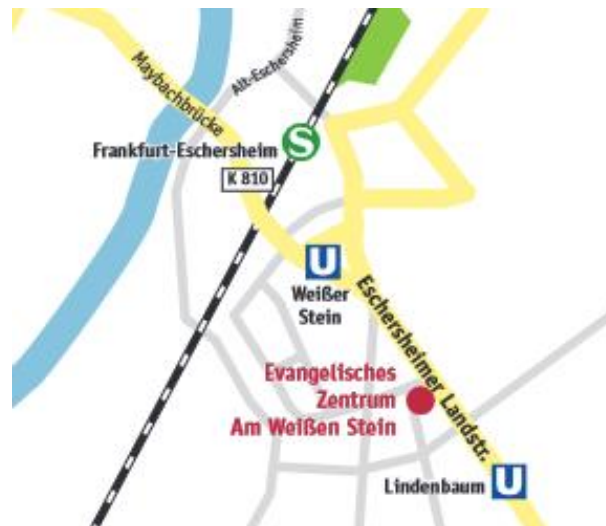 Alt-Eschersheim
Maybachbrücke
S
Frankfurt-Eschersheim
K 810
U
Weißer
Stein
Eschersheimer Landstr.
Evangelisches
Zentrum
Am Weißen Stein
Lindenbaum
U